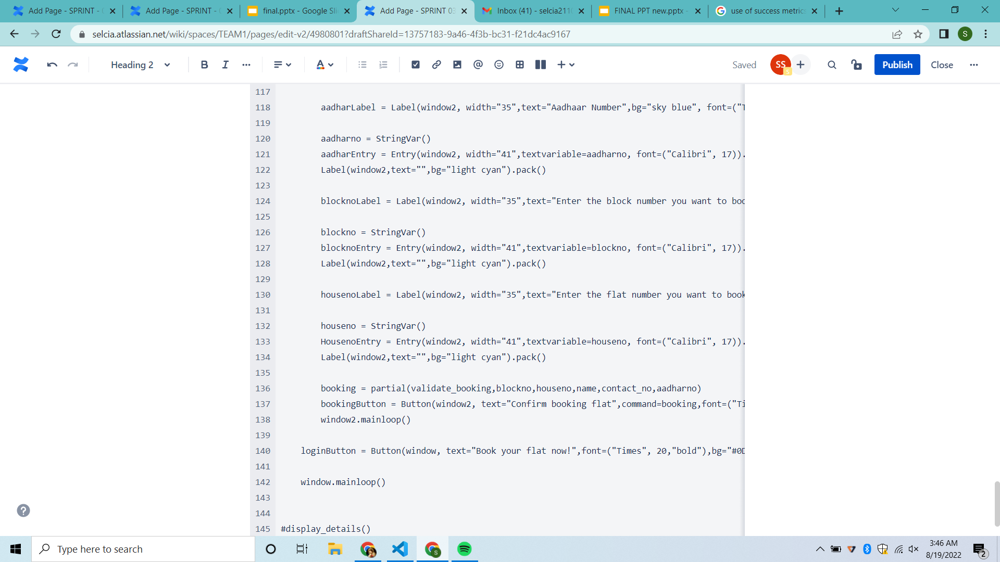 Add Page - SPRINT - Add Page - SPRINT - final.pptx - Google Sli Add Page - SPRINT 03 Inbox (41) - selcia211 FINAL PPT new.pptx - use of success metric
selcia.atlassian.net/wiki/spaces/TEAM1/pages/edit-v2/4980801?draftShareId=13757183-9a46-4f3b-bc31-f21dc4ac9167 S
Heading 2 B I A Saved SS S Publish Close
117
118 aadharLabel = Label(window2, width="35",text="Aadhaar Number",bg="sky blue", font=("T
119
120 aadharno = StringVar()
121 aadharEntry = Entry(window2, width="41",textvariable=aadharno, font=("Calibri", 17)).
122 Label(window2,text="",bg="light cyan").pack()
123
124 blocknoLabel = Label(window2, width="35",text="Enter the block number you want to boo
125
126 blockno = StringVar()
127 blocknoEntry = Entry(window2, width="41",textvariable=blockno, font=("Calibri", 17)).
128 Label(window2,text="",bg="light cyan").pack()
129
130 housenoLabel = Label(window2, width="35",text="Enter the flat number you want to book
131
132 houseno = StringVar()
133 HousenoEntry = Entry(window2, width="41",textvariable=houseno, font=("Calibri", 17)).
134 Label(window2,text="",bg="light cyan").pack()
135
136 booking = partial(validate_booking,blockno,houseno,name,contact_no,aadharno)
137 bookingButton = Button(window2, text="Confirm booking flat",command=booking,font=("Ti
138 window2.mainloop()
139
140 loginButton = Button(window, text="Book your flat now!",font=("Times", 20,"bold"),bg="#0D
141
142 window.mainloop()
143
144
145 #display_details()
Type here to search
3:46 AM
8/19/2022
2